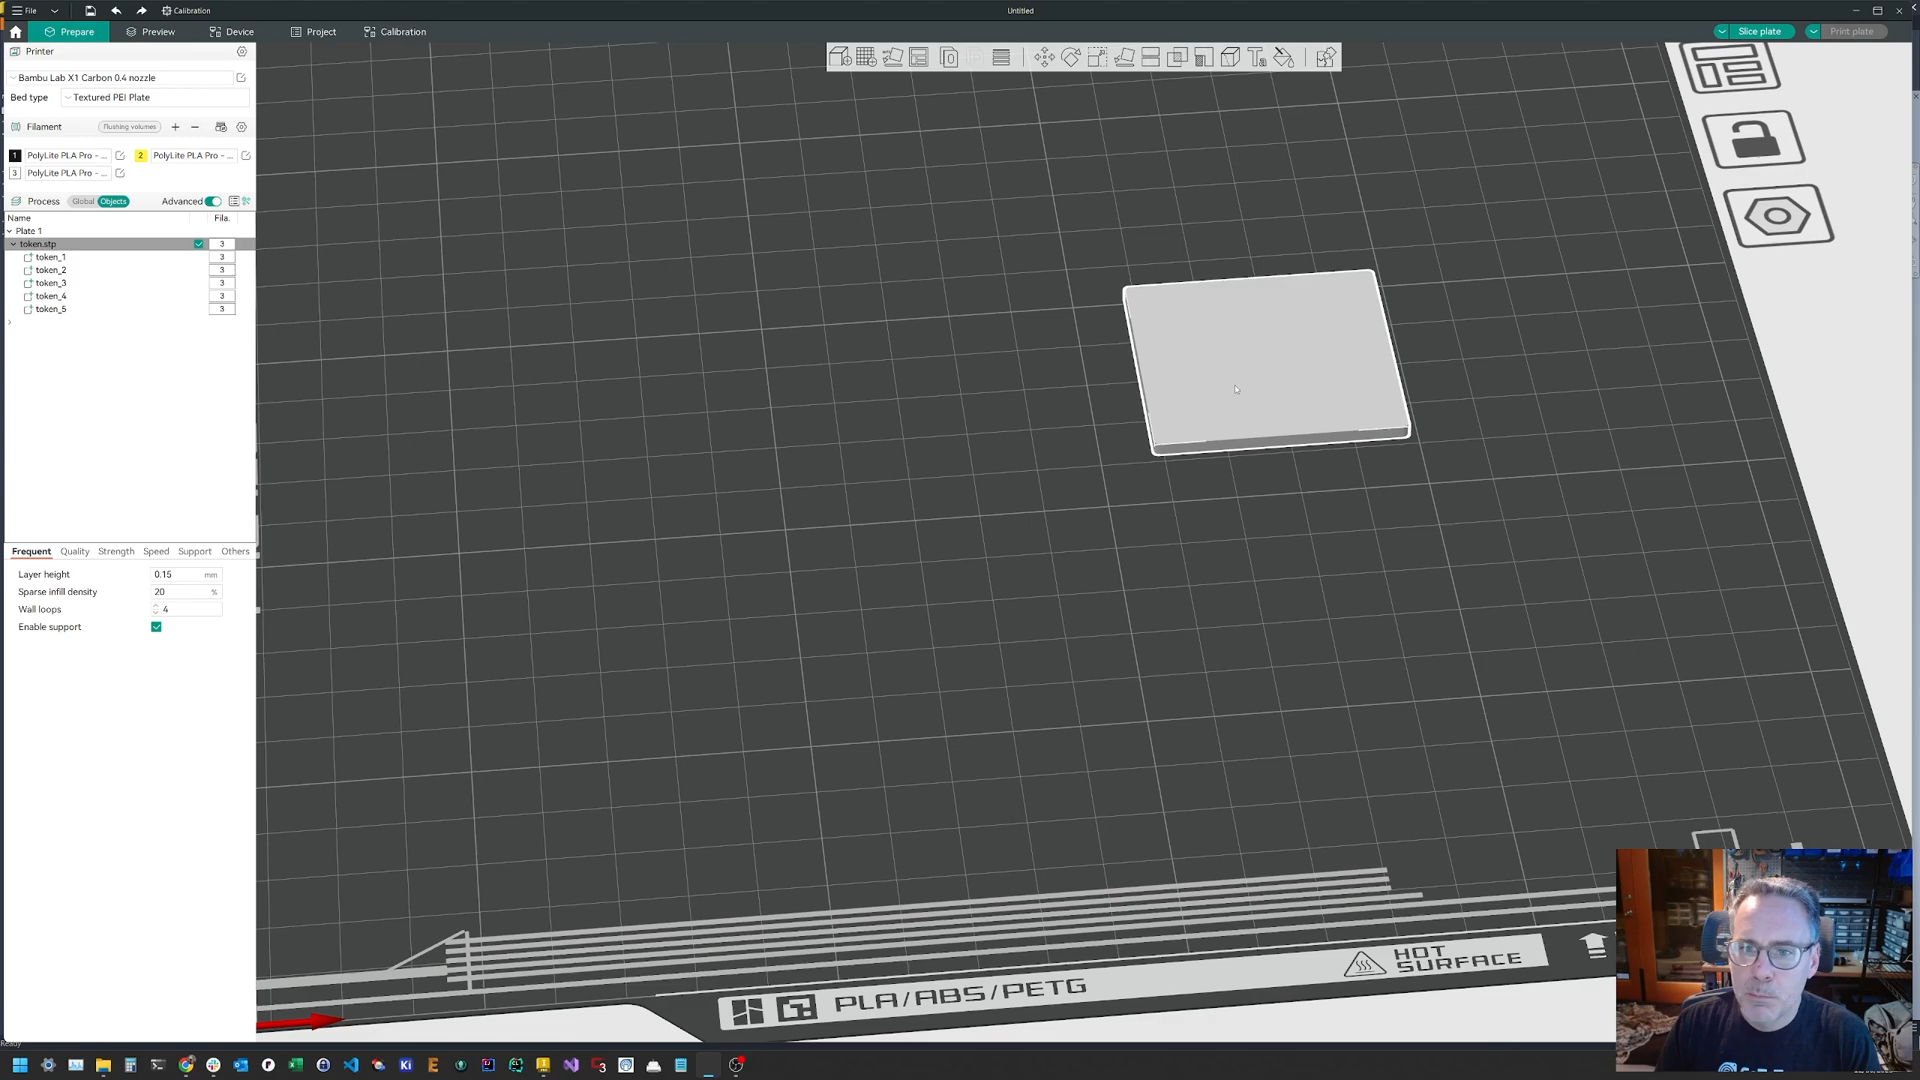 File
Calibration
Untitled
Prepare
Preview
Device
Project
Calibration
Slice plate
Print plate
Printer
Bambu Lab X1 Carbon 0.4 nozzle
Bed type
Textured PEI Plate
Filament
Flushing volumes
1 PolyLite PLA Pro - ...
2 PolyLite PLA Pro - ...
3 PolyLite PLA Pro - ...
Process
Global
Objects
Advanced
Name
Fila.
Plate 1
token.stp 3
token_1 3
token_2 3
token_3 3
token_4 3
token_5 3
Frequent
Quality
Strength
Speed
Support
Others
Layer height 0.15 mm
Sparse infill density 20 %
Wall loops 4
Enable support
PLA/ABS/PETG
HOT
SURFACE
Ready